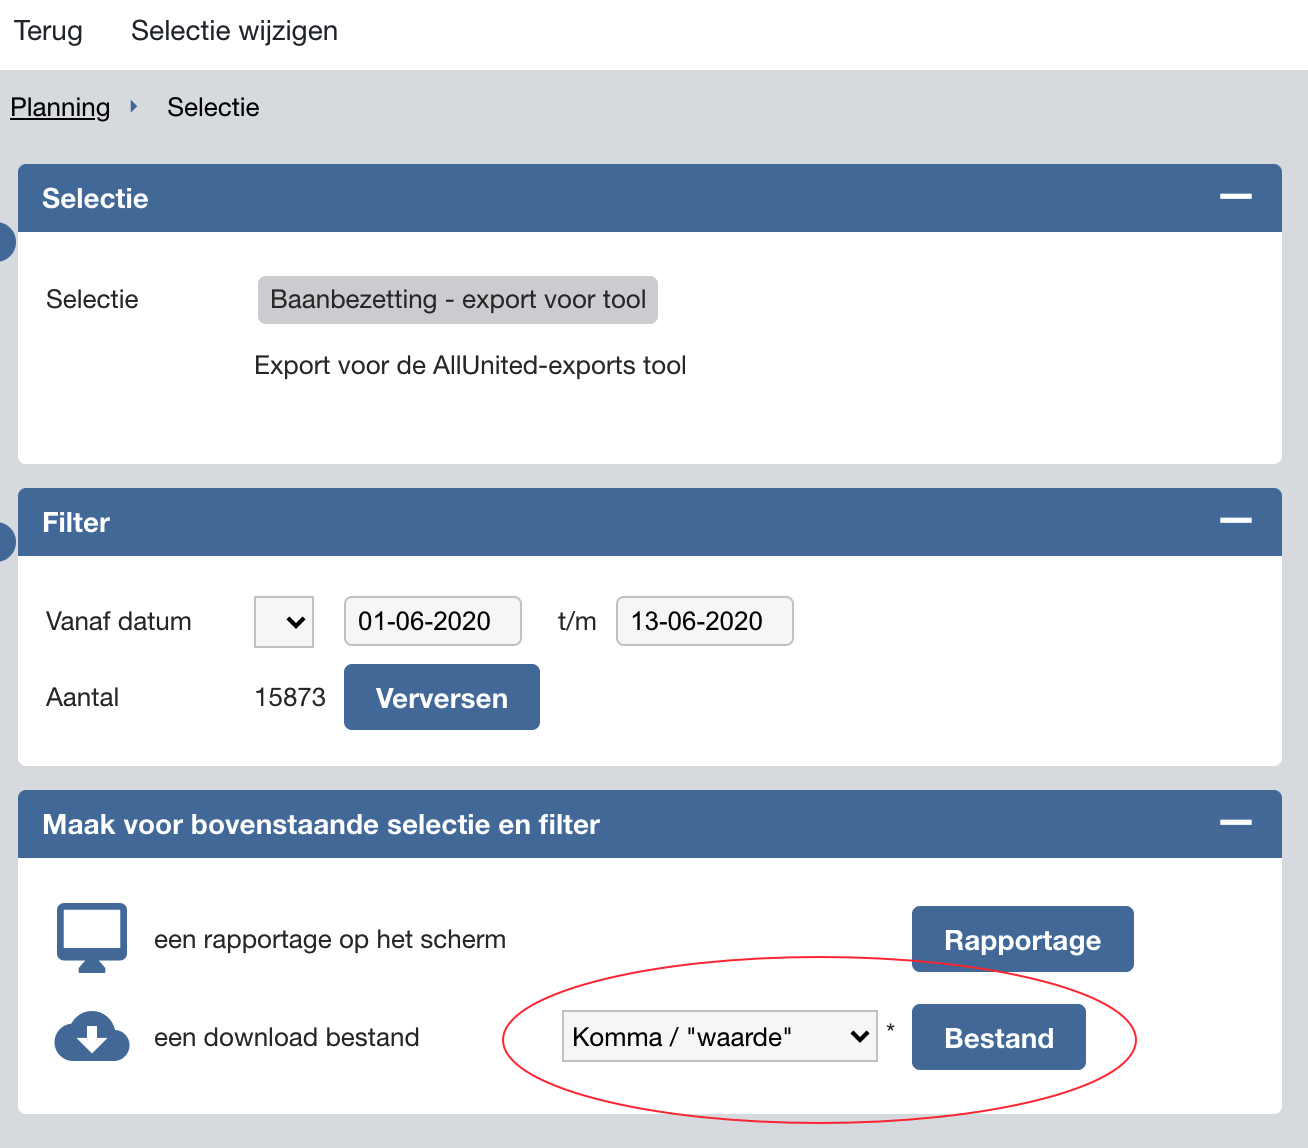 Terug Selectie wijzigen
Planning Selectie
Selectie
Selectie Baanbezetting - export voor tool
Export voor de AllUnited-exports tool
Filter
Vanaf datum 01-06-2020 t/m 13-06-2020
Aantal 15873 Verversen
Maak voor bovenstaande selectie en filter
een rapportage op het scherm Rapportage
een download bestand Komma / "waarde" * Bestand